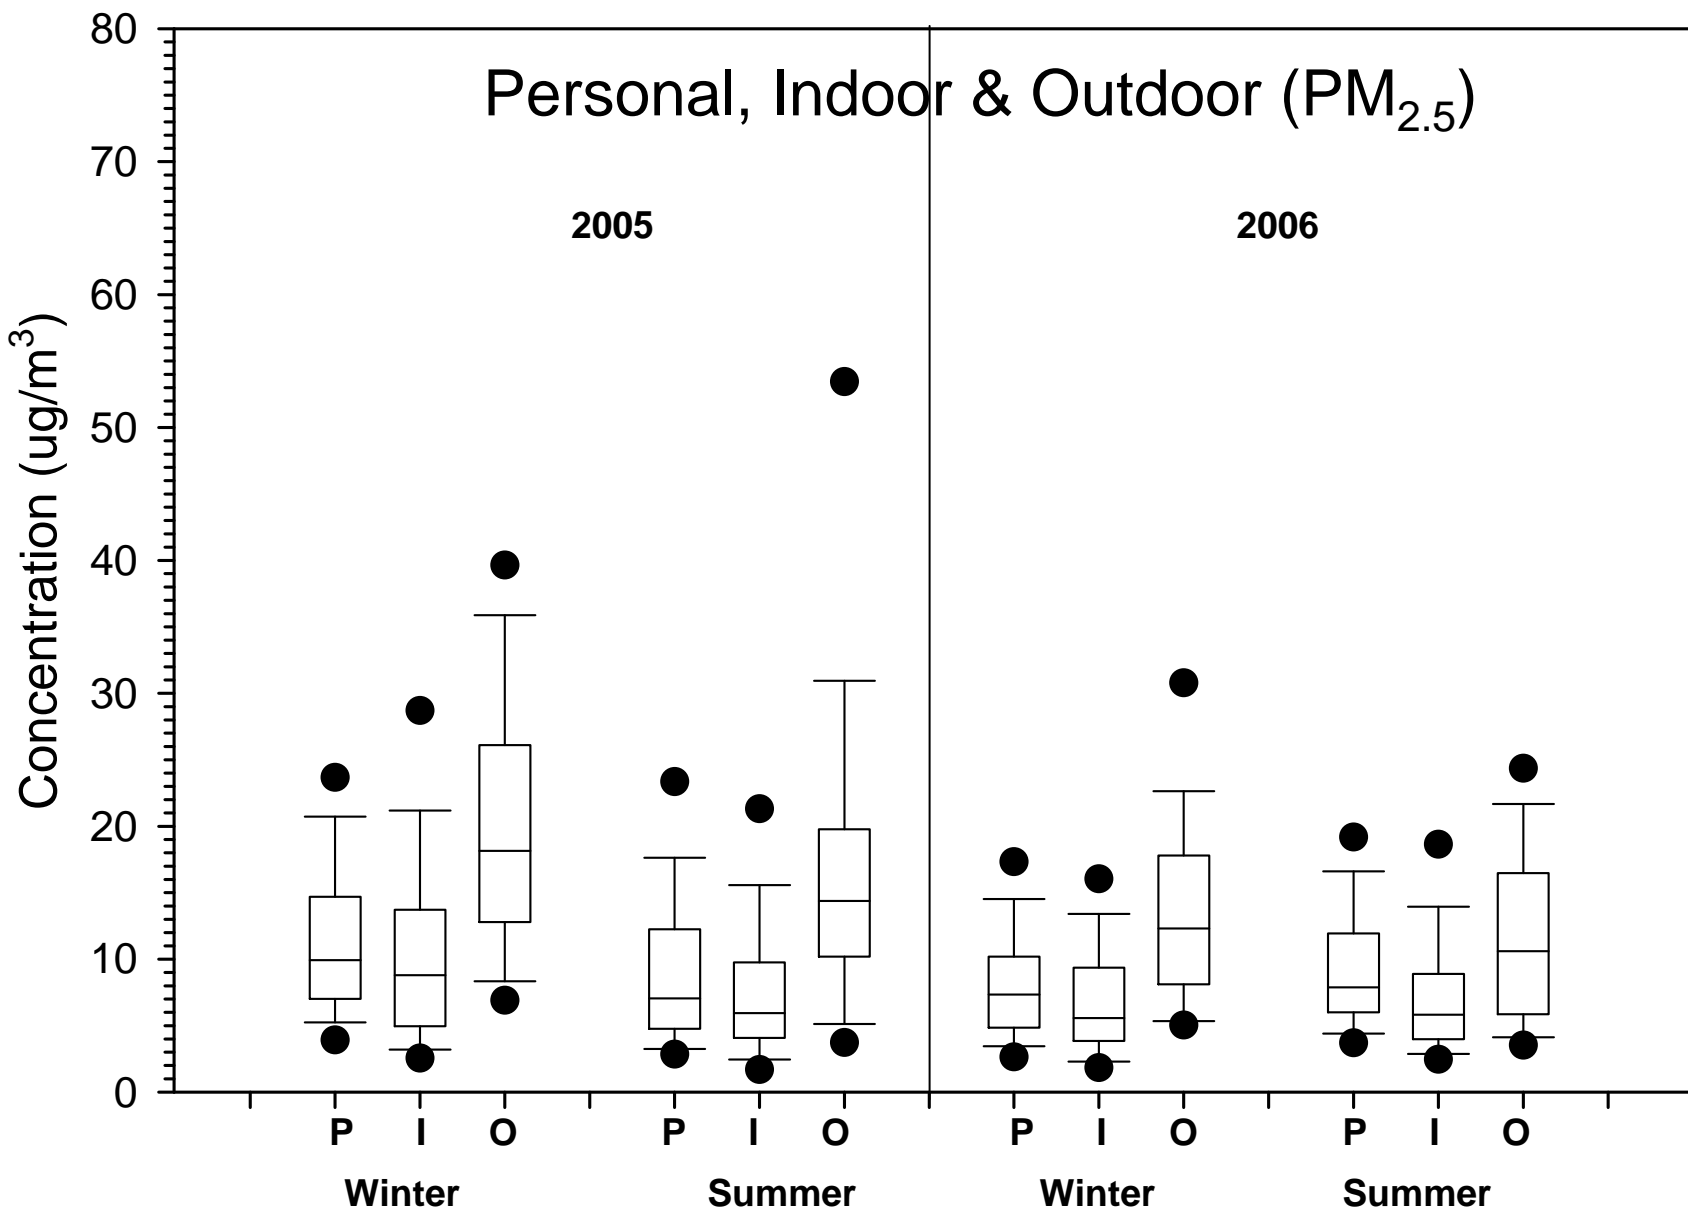 Personal, Indoor & Outdoor (PM2.5)
2005 2006
Concentration (ug/m3)
80
70
60
50
40
30
20
10
0
P I O P I O P I O P I O
Winter Summer Winter Summer